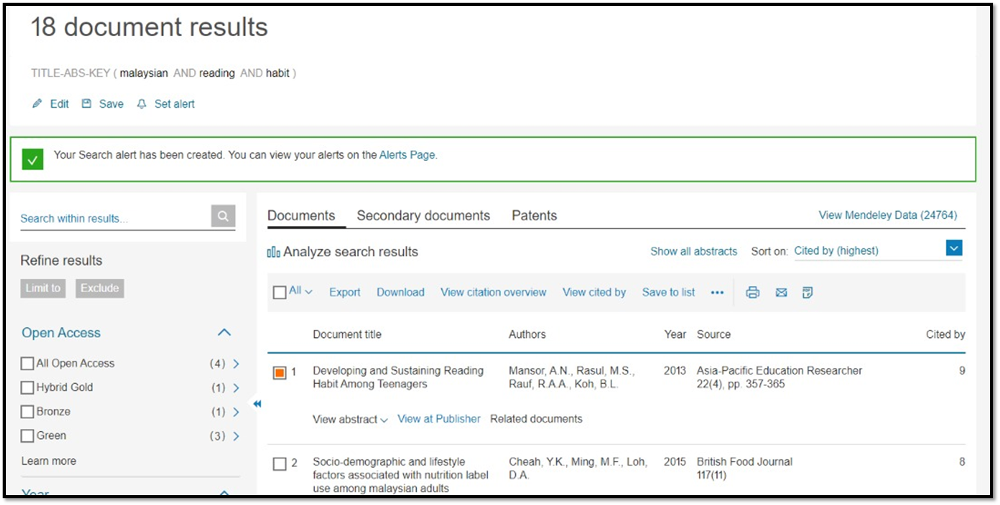 18 document results
TITLE-ABS-KEY ( malaysian AND reading AND habit )
Edit Save Set alert
Your Search alert has been created. You can view your alerts on the Alerts Page.
Search within results...
Refine results
Limit to Exclude
Open Access
All Open Access (4)
Hybrid Gold (1)
Bronze (1)
Green (3)
Learn more
Year
Documents Secondary documents Patents View Mendeley Data (24764)
Analyze search results Show all abstracts Sort on: Cited by (highest)
All Export Download View citation overview View cited by Save to list •••
Document title Authors Year Source Cited by
1 Developing and Sustaining Reading Mansor, A.N., Rasul, M.S., 2013 Asia-Pacific Education Researcher 9
Habit Among Teenagers Rauf, R.A.A., Koh, B.L. 22(4), pp. 357-365
View abstract View at Publisher Related documents
2 Socio-demographic and lifestyle Cheah, Y.K., Ming, M.F., Loh, 2015 British Food Journal 8
factors associated with nutrition label D.A. 117(11)
use among malaysian adults